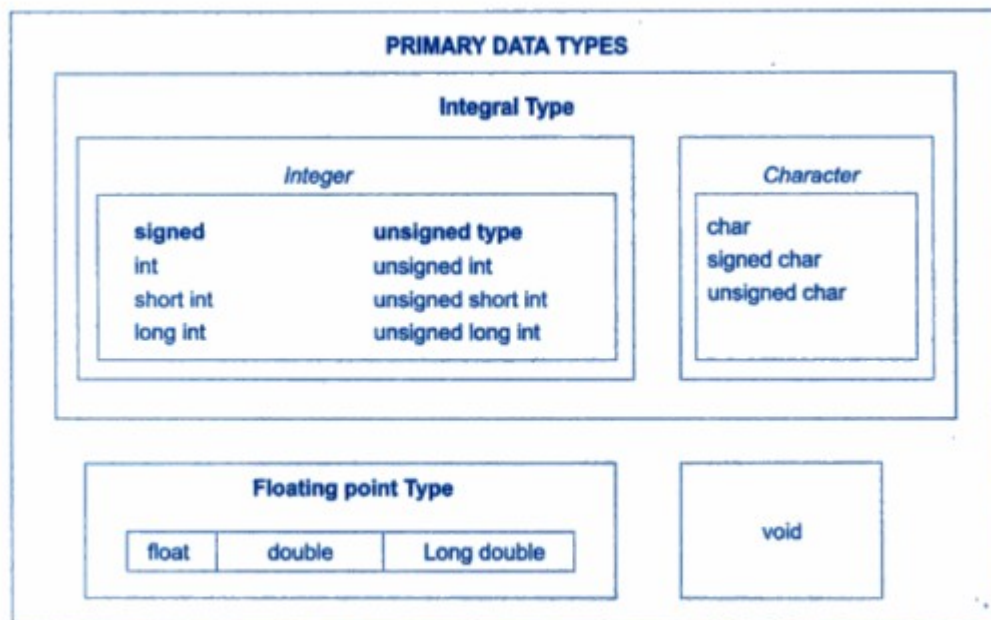 PRIMARY DATA TYPES
Integral Type
Integer
signed unsigned type
int unsigned int
short int unsigned short int
long int unsigned long int
Character
char
signed char
unsigned char
Floating point Type
float double Long double
void